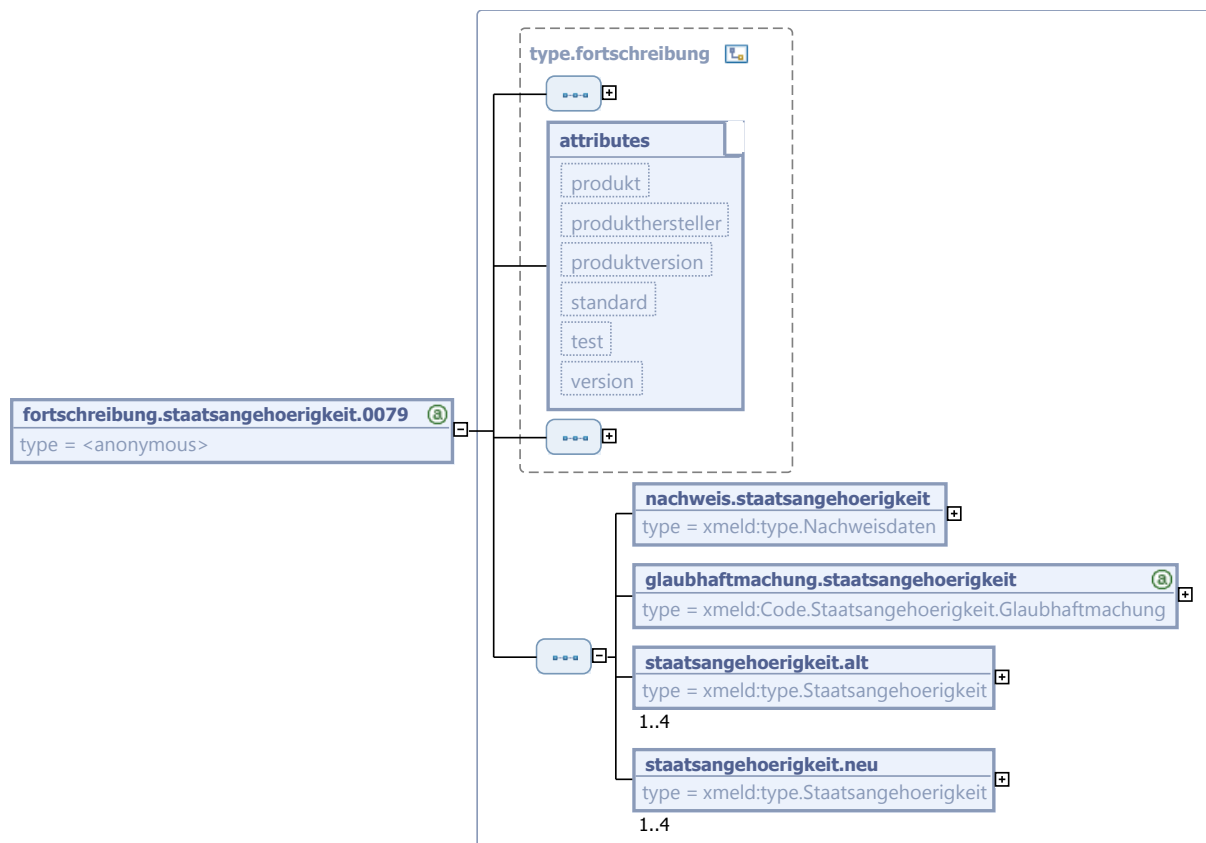 type.fortschreibung
attributes
produkt
produkthersteller
produktversion
standard
test
version
fortschreibung.staatsangehoerigkeit.0079 a
type = <anonymous>
nachweis.staatsangehoerigkeit
type = xmeld:type.Nachweisdaten
glaubhaftmachung.staatsangehoerigkeit a
type = xmeld:Code.Staatsangehoerigkeit.Glaubhaftmachung
staatsangehoerigkeit.alt
type = xmeld:type.Staatsangehoerigkeit
1..4
staatsangehoerigkeit.neu
type = xmeld:type.Staatsangehoerigkeit
1..4